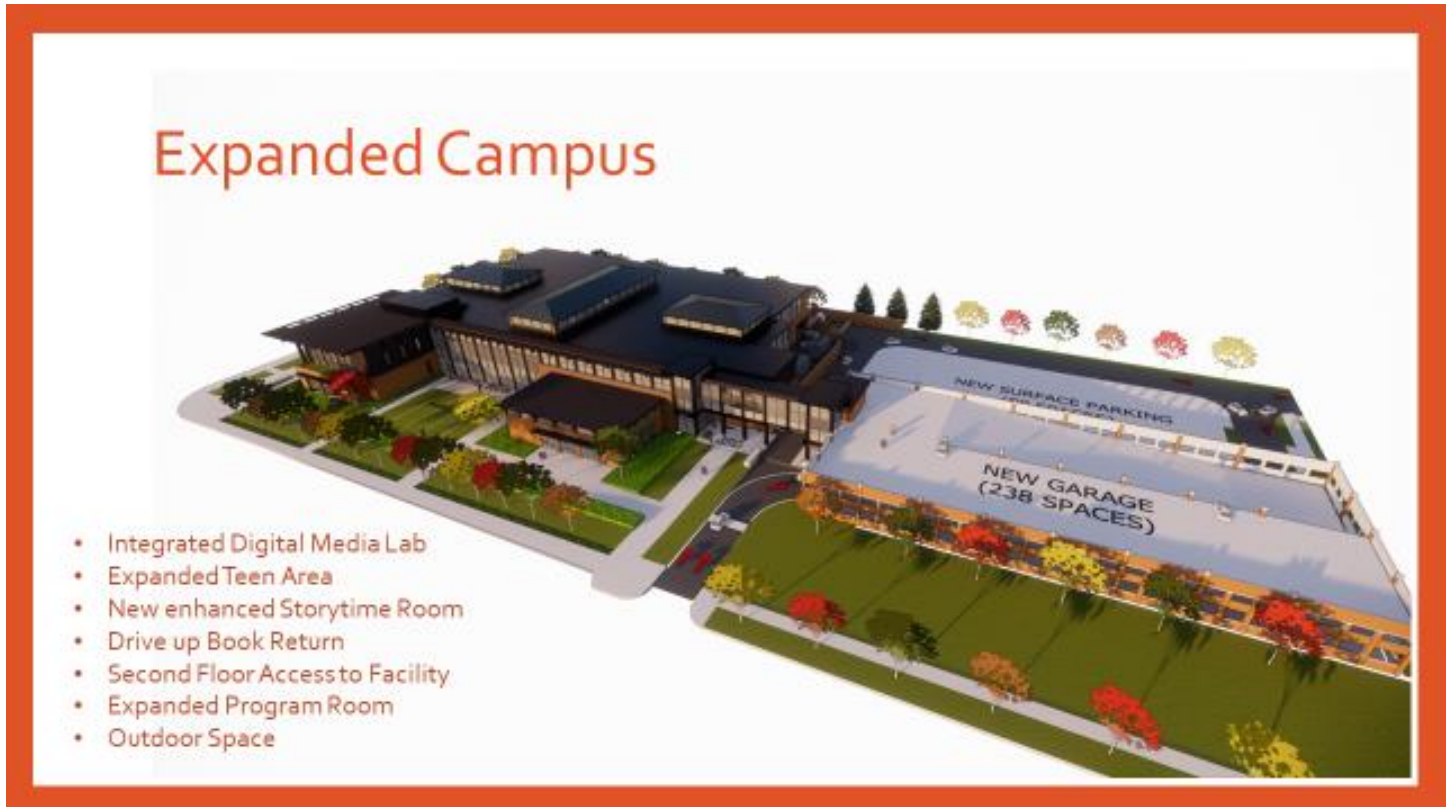 Expanded Campus
NEW SURFACE PARKING
NEW GARAGE
(238 SPACES)
• Integrated Digital Media Lab
• Expanded Teen Area
• New enhanced Storytime Room
• Drive up Book Return
• Second Floor Access to Facility
• Expanded Program Room
• Outdoor Space